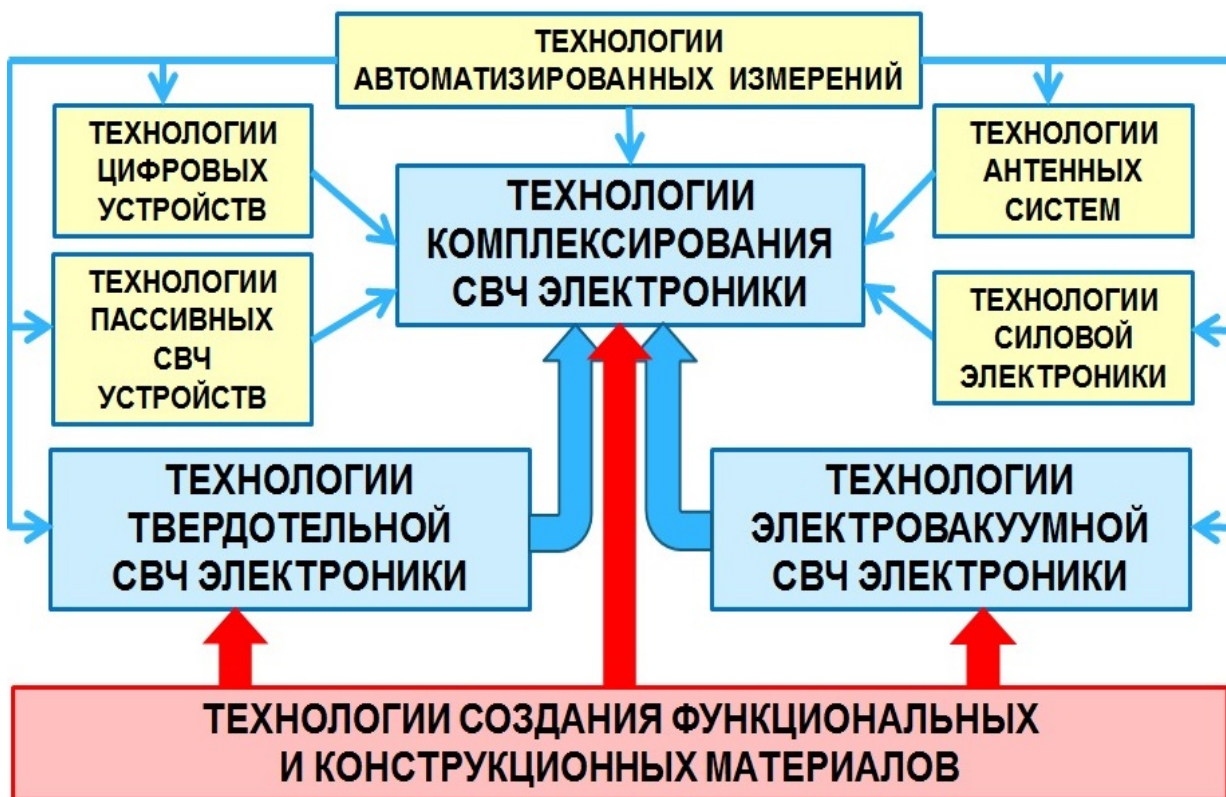 ТЕХНОЛОГИИ
АВТОМАТИЗИРОВАННЫХ ИЗМЕРЕНИЙ
ТЕХНОЛОГИИ
ЦИФРОВЫХ
УСТРОЙСТВ
ТЕХНОЛОГИИ
КОМПЛЕКСИРОВАНИЯ
СВЧ ЭЛЕКТРОНИКИ
ТЕХНОЛОГИИ
АНТЕННЫХ
СИСТЕМ
ТЕХНОЛОГИИ
ПАССИВНЫХ
СВЧ
УСТРОЙСТВ
ТЕХНОЛОГИИ
СИЛОВОЙ
ЭЛЕКТРОНИКИ
ТЕХНОЛОГИИ
ТВЕРДОТЕЛЬНОЙ
СВЧ ЭЛЕКТРОНИКИ
ТЕХНОЛОГИИ
ЭЛЕКТРОВАКУУМНОЙ
СВЧ ЭЛЕКТРОНИКИ
ТЕХНОЛОГИИ СОЗДАНИЯ ФУНКЦИОНАЛЬНЫХ
И КОНСТРУКЦИОННЫХ МАТЕРИАЛОВ